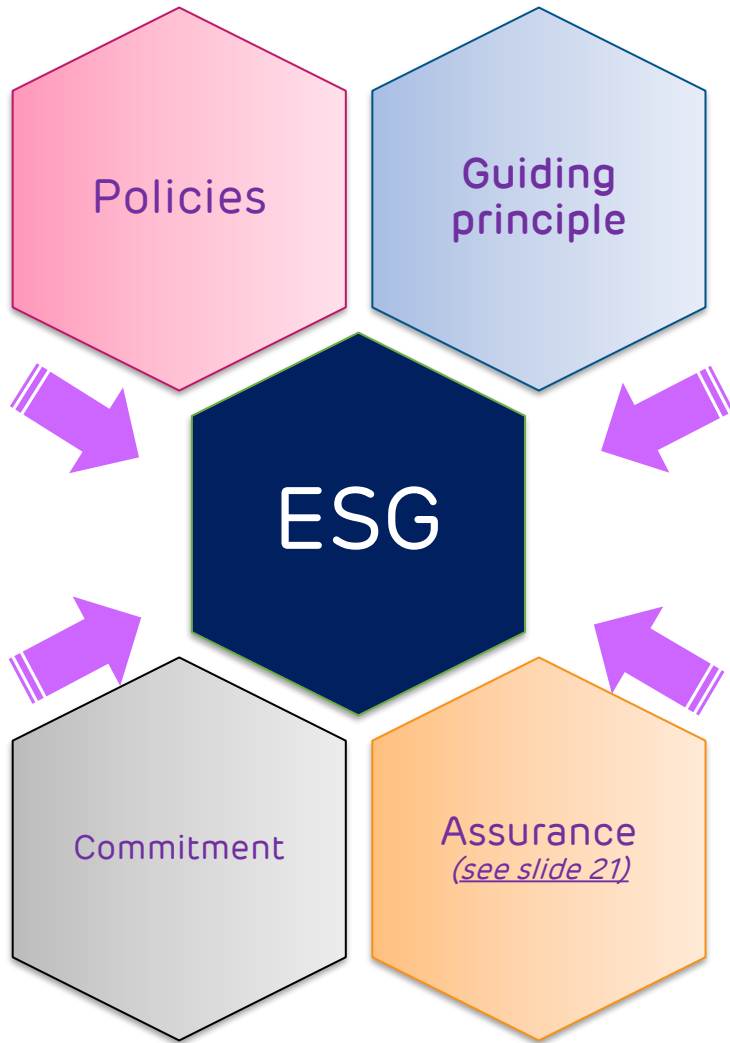 Policies
Guiding
principle
ESG
Commitment
Assurance
(see slide 21)